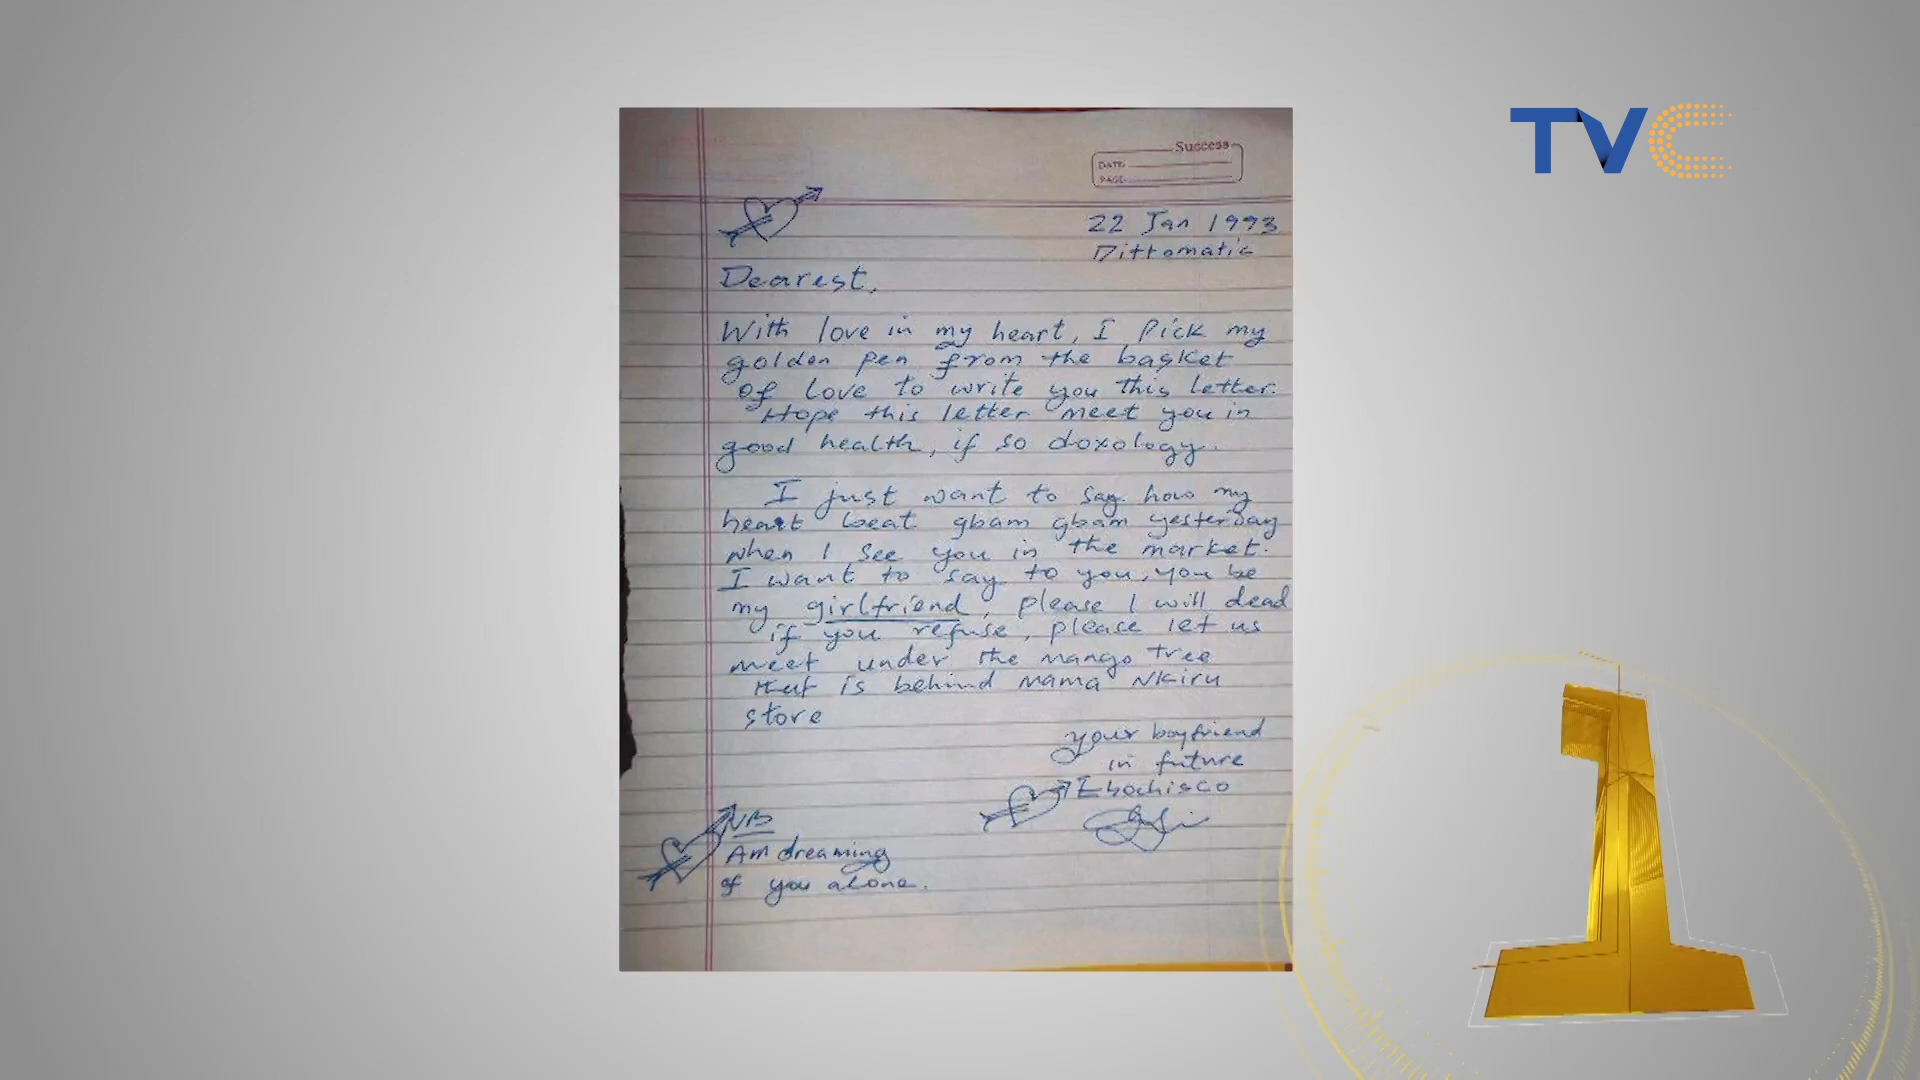 TVC
Success
DATE
PAGE
22 Jan 1993
Dittomatic
Dearest,
With love in my heart, I Pick my
golden pen from the basket
of love to write you this letter.
Hope this letter meet you in
good health, if so doxology.
I just want to say how my
heart beat gbam gbam yesterday
when I see you in the market.
I want to say to you, you be
my girlfriend, please I will dead
if you refuse, please let us
meet under the mango tree
that is behind mama Nkiru
store
your boyfriend
in future
Ebochisco
NB
Am dreaming
of you alone.
1